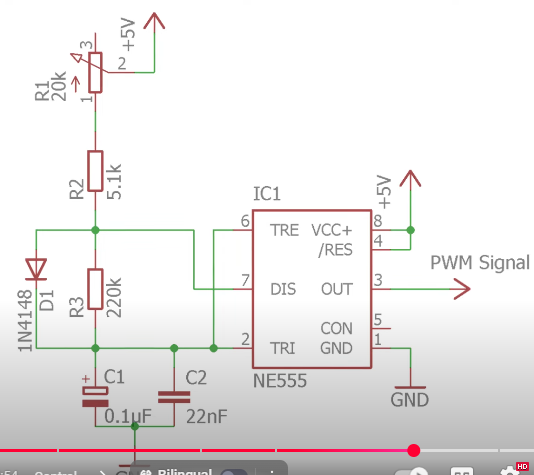 +5V
3
2
R1
20k
1
R2
5.1k
IC1
+5V
6
TRE
VCC+
8
/RES
4
PWM Signal
7
DIS
OUT
3
1N4148
D1
R3
220k
CON
5
2
TRI
GND
1
+
C1
0.1µF
C2
22nF
NE555
GND
Bilingual
HD